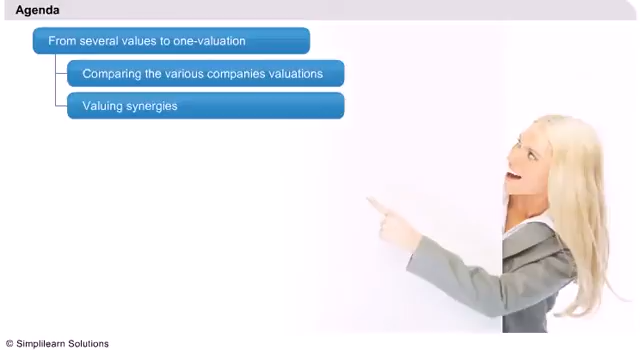 Agenda
From several values to one-valuation
Comparing the various companies valuations
Valuing synergies
© Simplilearn Solutions